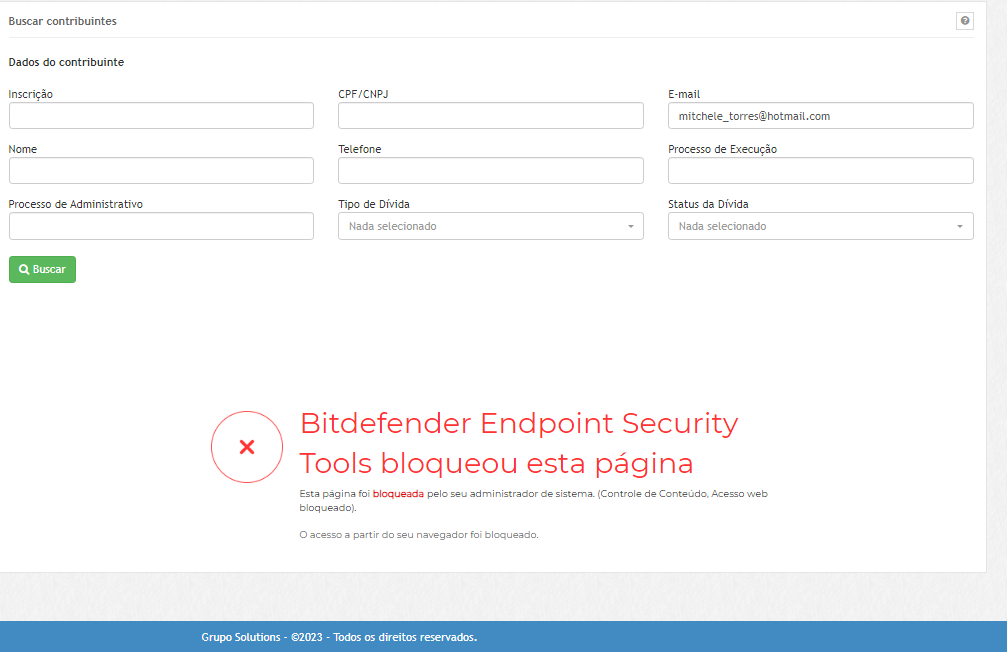 Buscar contribuintes
Dados do contribuinte
Inscrição CPF/CNPJ E-mail
mitchele_torres@hotmail.com
Nome Telefone Processo de Execução
Processo de Administrativo Tipo de Dívida Status da Dívida
Nada selecionado Nada selecionado
Buscar
Bitdefender Endpoint Security
Tools bloqueou esta página
Esta página foi bloqueada pelo seu administrador de sistema. (Controle de Conteúdo, Acesso web
bloqueado).
O acesso a partir do seu navegador foi bloqueado.
Grupo Solutions - ©2023 - Todos os direitos reservados.